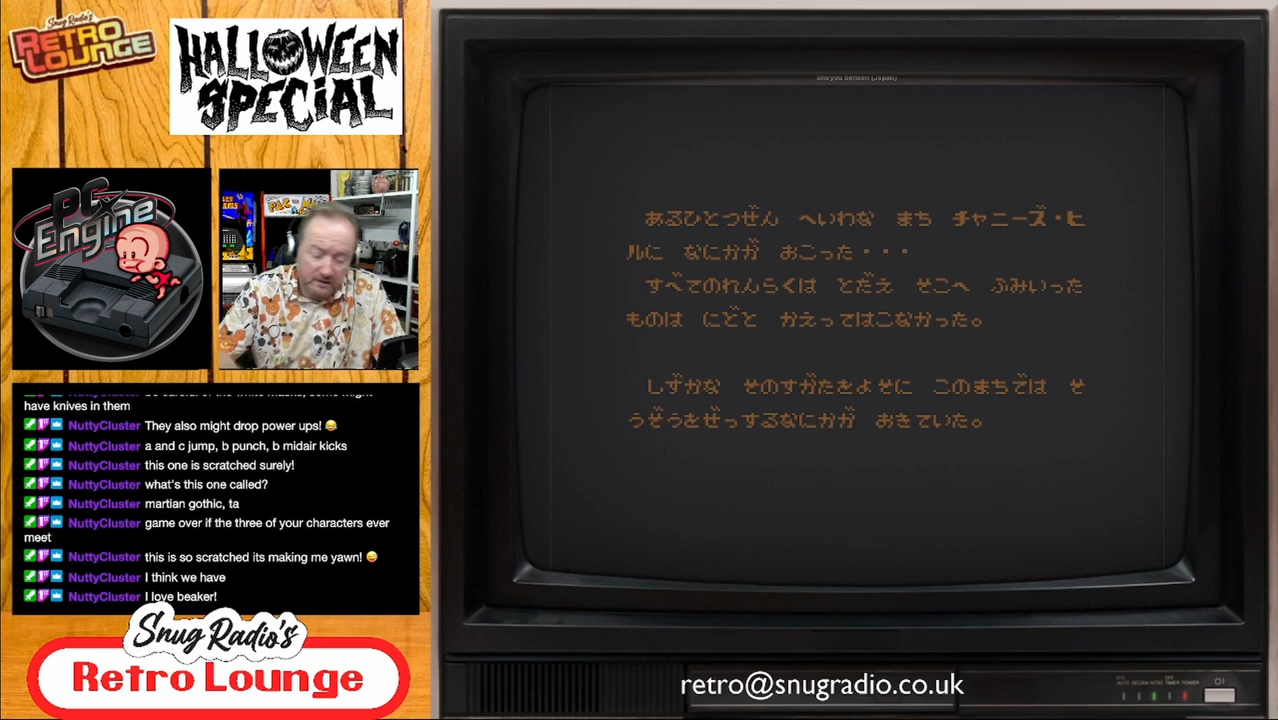 Snug Radio's
RETRO
LOUNGE
HALLOWEEN
SPECIAL
PC
Engine
have knives in them
NuttyCluster They also might drop power ups! 😂
NuttyCluster a and c jump, b punch, b midair kicks
NuttyCluster this one is scratched surely!
NuttyCluster what's this one called?
NuttyCluster martian gothic, ta
NuttyCluster game over if the three of your characters ever
meet
NuttyCluster this is so scratched its making me yawn! 😜
NuttyCluster I think we have
NuttyCluster I love beaker!
Snug Radio's
Retro Lounge
(Japan)
あるひとつぜん へいわな まち チャニーズ・ヒ
ルに なにかが おこった・・・
すべてのれんらくは とだえ そこへ ふみいった
ものは にどと かえってはこなかった。
しずかな そのすがたをよそに このまちでは そ
うぞうをぜっするなにかが おきていた。
retro@snugradio.co.uk